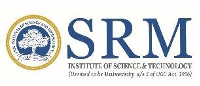 SRM
INSTITUTE OF SCIENCE & TECHNOLOGY
(Deemed to be University u/s 3 of UGC Act, 1956)